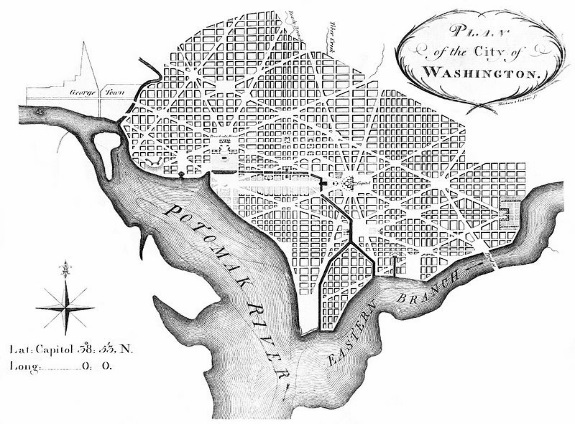 PLAN
of the City of
WASHINGTON.
George Town
POTOMAK RIVER
EASTERN BRANCH
Lat: Capitol 38: 53, N.
Long: 0: 0.